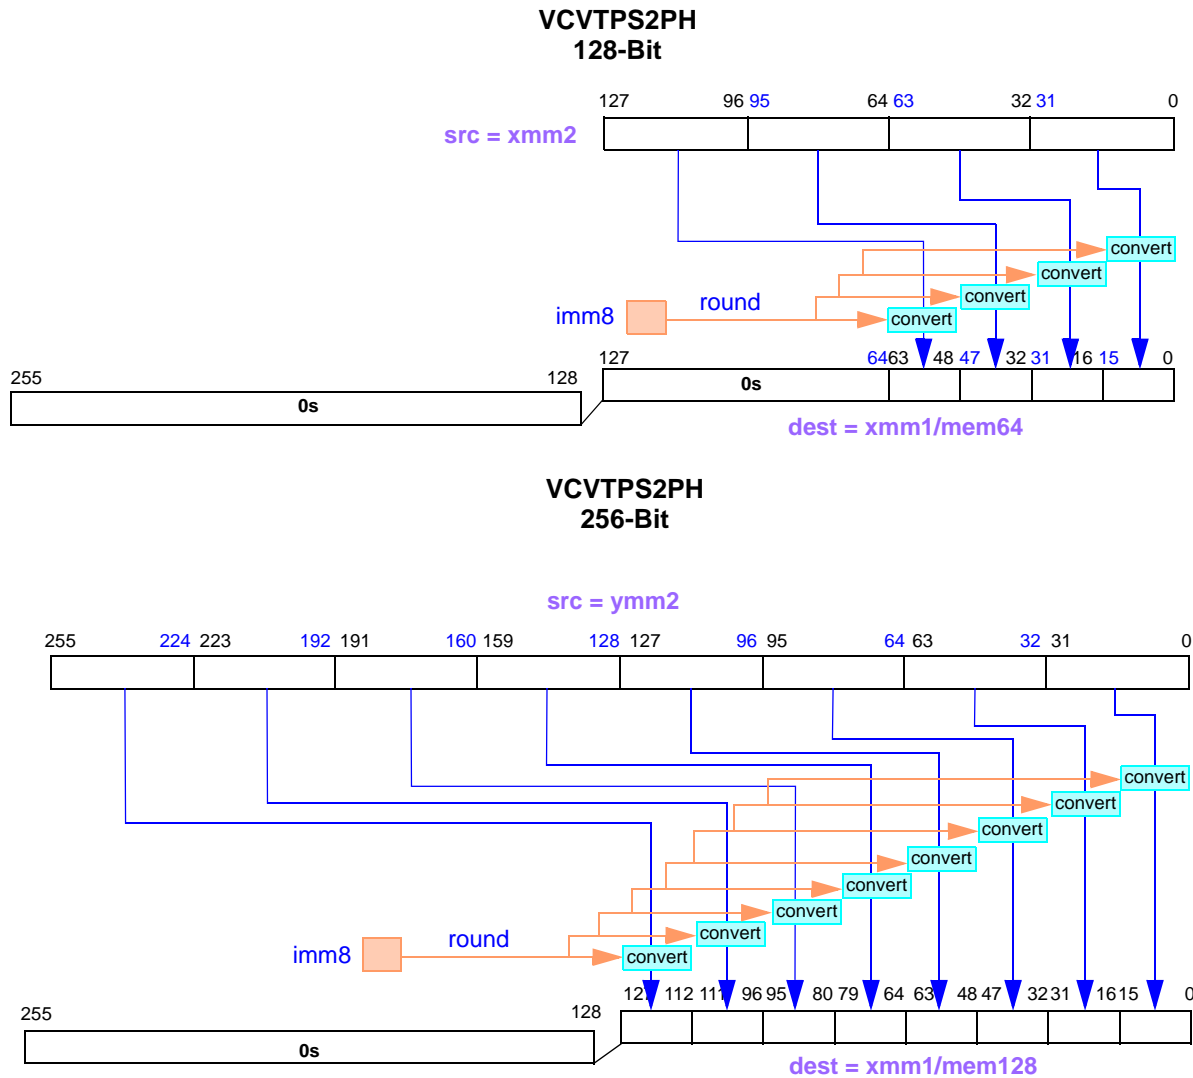 VCVTPS2PH
128-Bit
127 96 95 64 63 32 31 0
src = xmm2
convert
convert
convert
imm8 round convert
127 64 63 48 47 32 31 16 15 0
255 128
0s
0s
dest = xmm1/mem64
VCVTPS2PH
256-Bit
src = ymm2
255 224 223 192 191 160 159 128 127 96 95 64 63 32 31 0
convert
convert
convert
convert
convert
convert
convert
imm8 round convert
127 112 111 96 95 80 79 64 63 48 47 32 31 16 15 0
255 128
0s
dest = xmm1/mem128